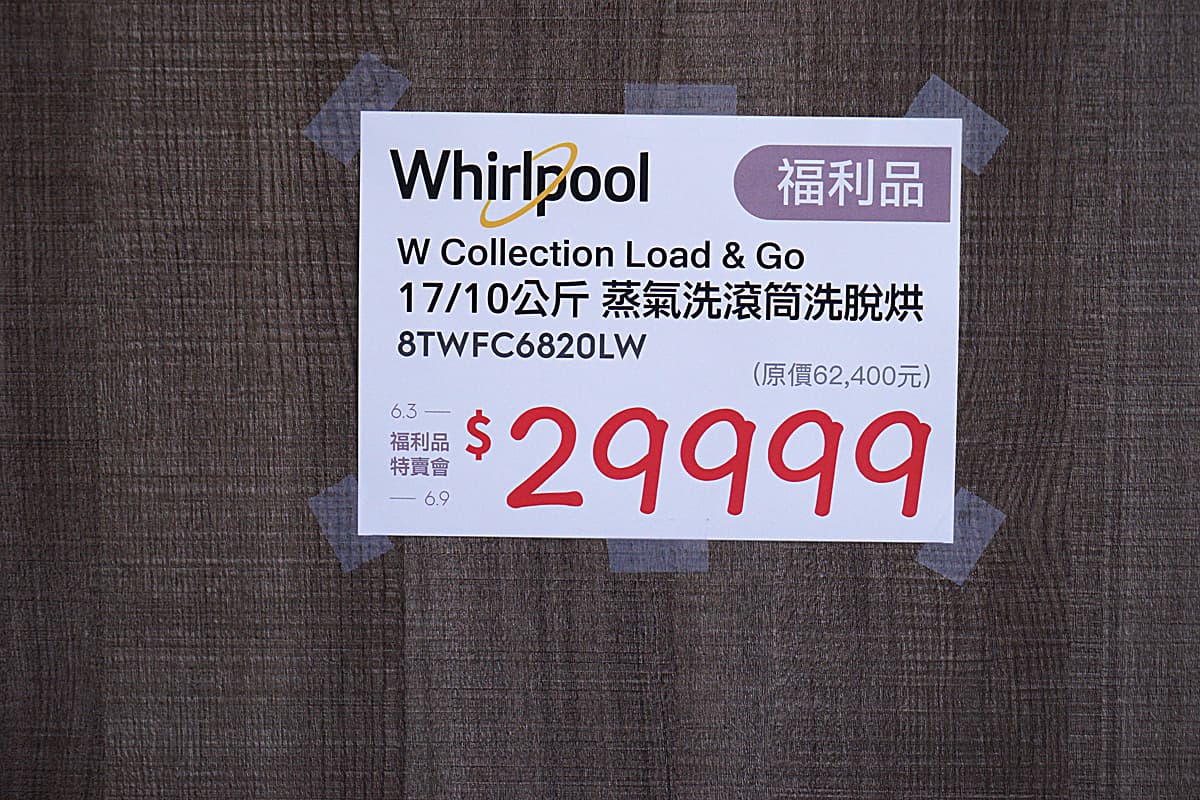 Whirlpool
福利品
W Collection Load & Go
17/10公斤 蒸氣洗滾筒洗脫烘
8TWFC6820LW
(原價62,400元)
6.3 —
福利品
特賣會
— 6.9
$29999